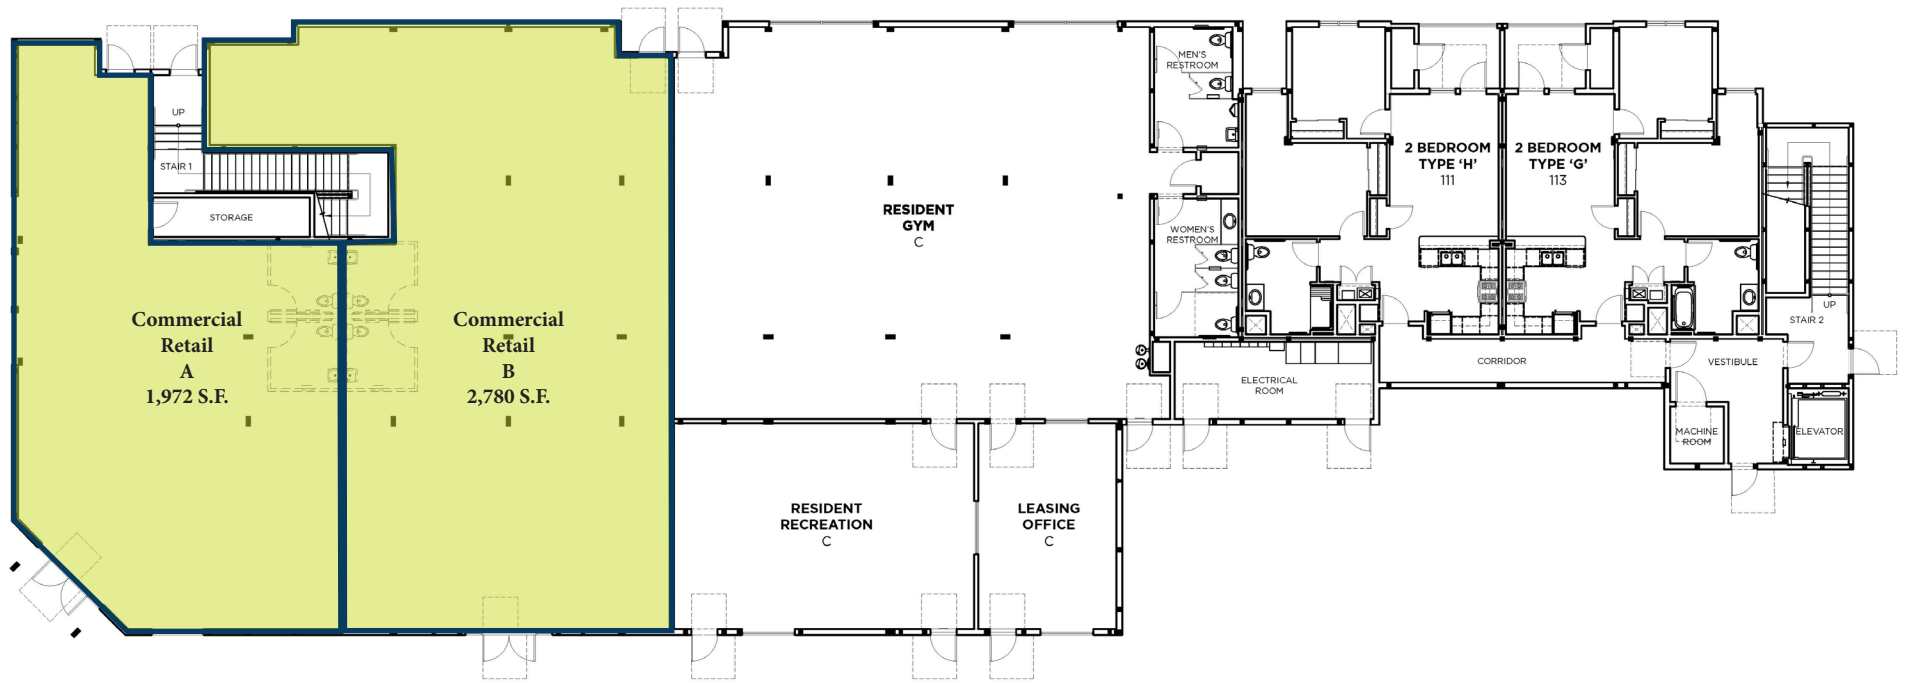 UP
STAIR 1
STORAGE
Commercial
Retail
A
1,972 S.F.
Commercial
Retail
B
2,780 S.F.
RESIDENT
GYM
C
MEN'S
RESTROOM
WOMEN'S
RESTROOM
2 BEDROOM
TYPE ‘H’
111
2 BEDROOM
TYPE ‘G’
113
UP
STAIR 2
CORRIDOR
VESTIBULE
ELECTRICAL
ROOM
MACHINE
ROOM
ELEVATOR
RESIDENT
RECREATION
C
LEASING
OFFICE
C